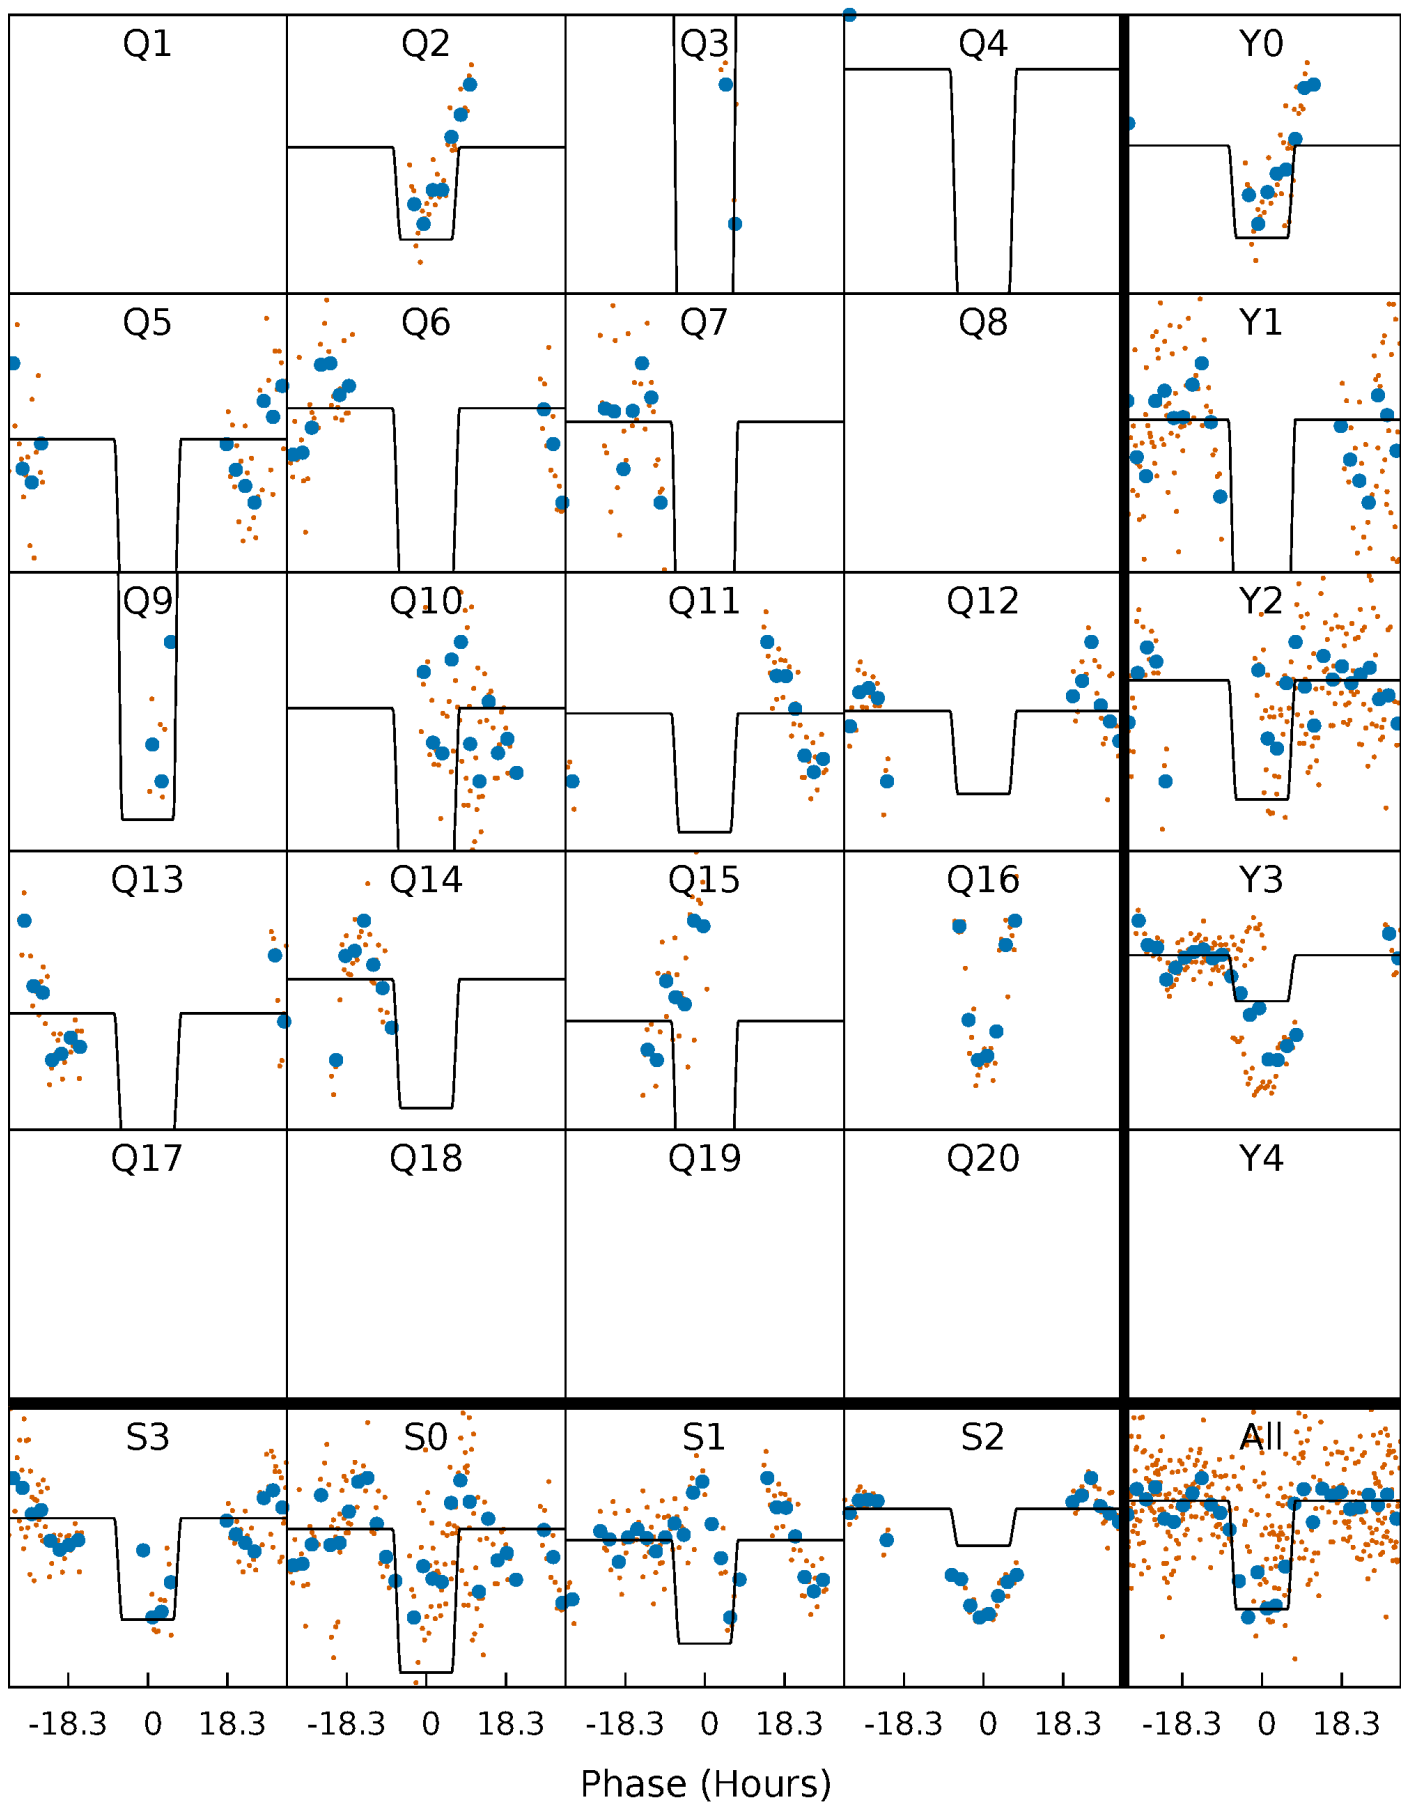 Q1 Q2 Q3 Q4 Y0
Q5 Q6 Q7 Q8 Y1
Q9 Q10 Q11 Q12 Y2
Q13 Q14 Q15 Q16 Y3
Q17 Q18 Q19 Q20 Y4
S3 S0 S1 S2 All
-18.3 0 18.3 -18.3 0 18.3 -18.3 0 18.3 -18.3 0 18.3 -18.3 0 18.3
Phase (Hours)